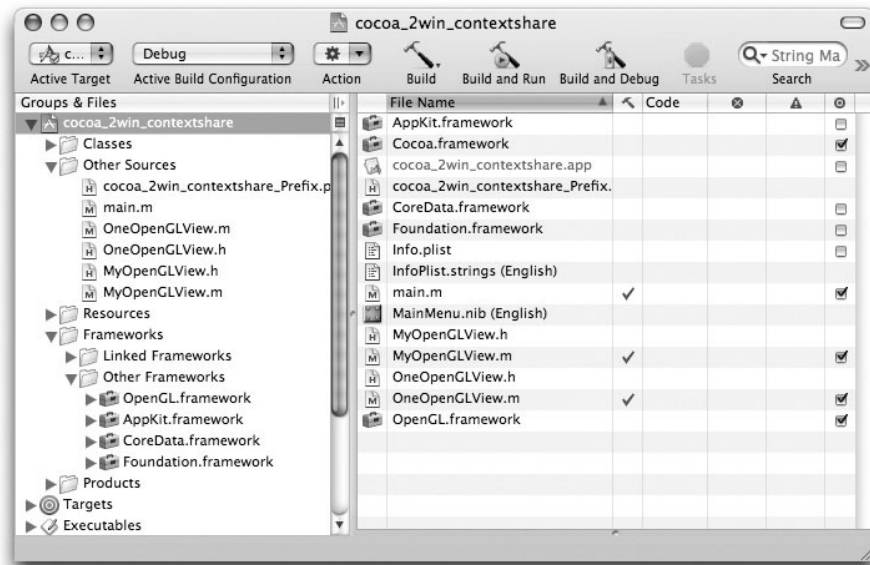 cocoa_2win_contextshare
c...
Debug
String Ma
Active Target
Active Build Configuration
Action
Build
Build and Run
Build and Debug
Tasks
Search
Groups & Files
cocoa_2win_contextshare
Classes
Other Sources
cocoa_2win_contextshare_Prefix.p
main.m
OneOpenGLView.m
OneOpenGLView.h
MyOpenGLView.h
MyOpenGLView.m
Resources
Frameworks
Linked Frameworks
Other Frameworks
OpenGL.framework
AppKit.framework
CoreData.framework
Foundation.framework
Products
Targets
Executables
File Name
Code
AppKit.framework
Cocoa.framework
cocoa_2win_contextshare.app
cocoa_2win_contextshare_Prefix.
CoreData.framework
Foundation.framework
Info.plist
InfoPlist.strings (English)
main.m
MainMenu.nib (English)
MyOpenGLView.h
MyOpenGLView.m
OneOpenGLView.h
OneOpenGLView.m
OpenGL.framework